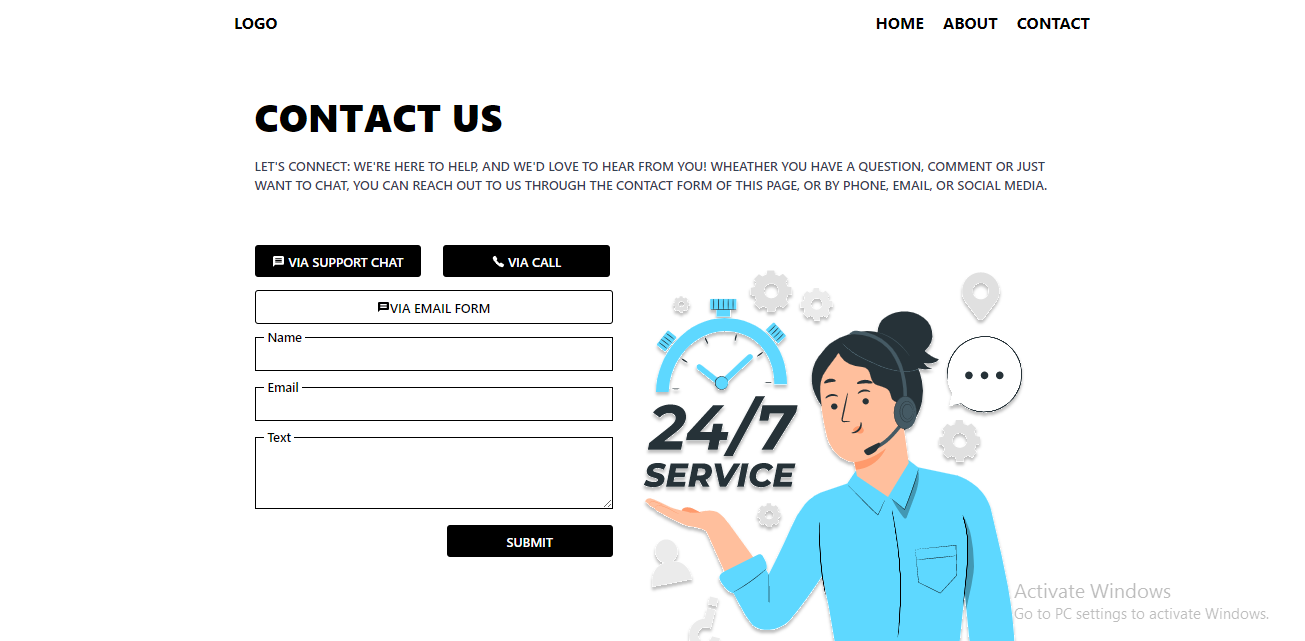 LOGO
HOME ABOUT CONTACT
CONTACT US
LET'S CONNECT: WE'RE HERE TO HELP, AND WE'D LOVE TO HEAR FROM YOU! WHEATHER YOU HAVE A QUESTION, COMMENT OR JUST
WANT TO CHAT, YOU CAN REACH OUT TO US THROUGH THE CONTACT FORM OF THIS PAGE, OR BY PHONE, EMAIL, OR SOCIAL MEDIA.
VIA SUPPORT CHAT
VIA CALL
VIA EMAIL FORM
Name
Email
Text
SUBMIT
24/7
SERVICE
Activate Windows
Go to PC settings to activate Windows.